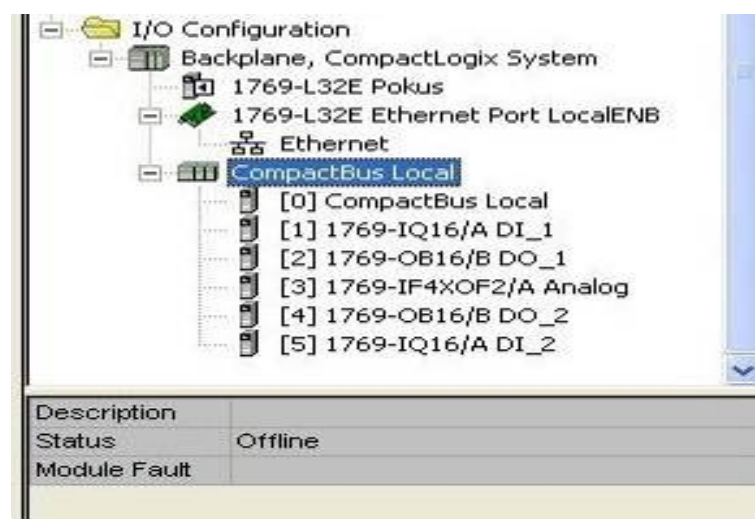 I/O Configuration
Backplane, CompactLogix System
1769-L32E Pokus
1769-L32E Ethernet Port LocalENB
Ethernet
CompactBus Local
[0] CompactBus Local
[1] 1769-IQ16/A DI_1
[2] 1769-OB16/B DO_1
[3] 1769-IF4XOF2/A Analog
[4] 1769-OB16/B DO_2
[5] 1769-IQ16/A DI_2
Description
Status Offline
Module Fault